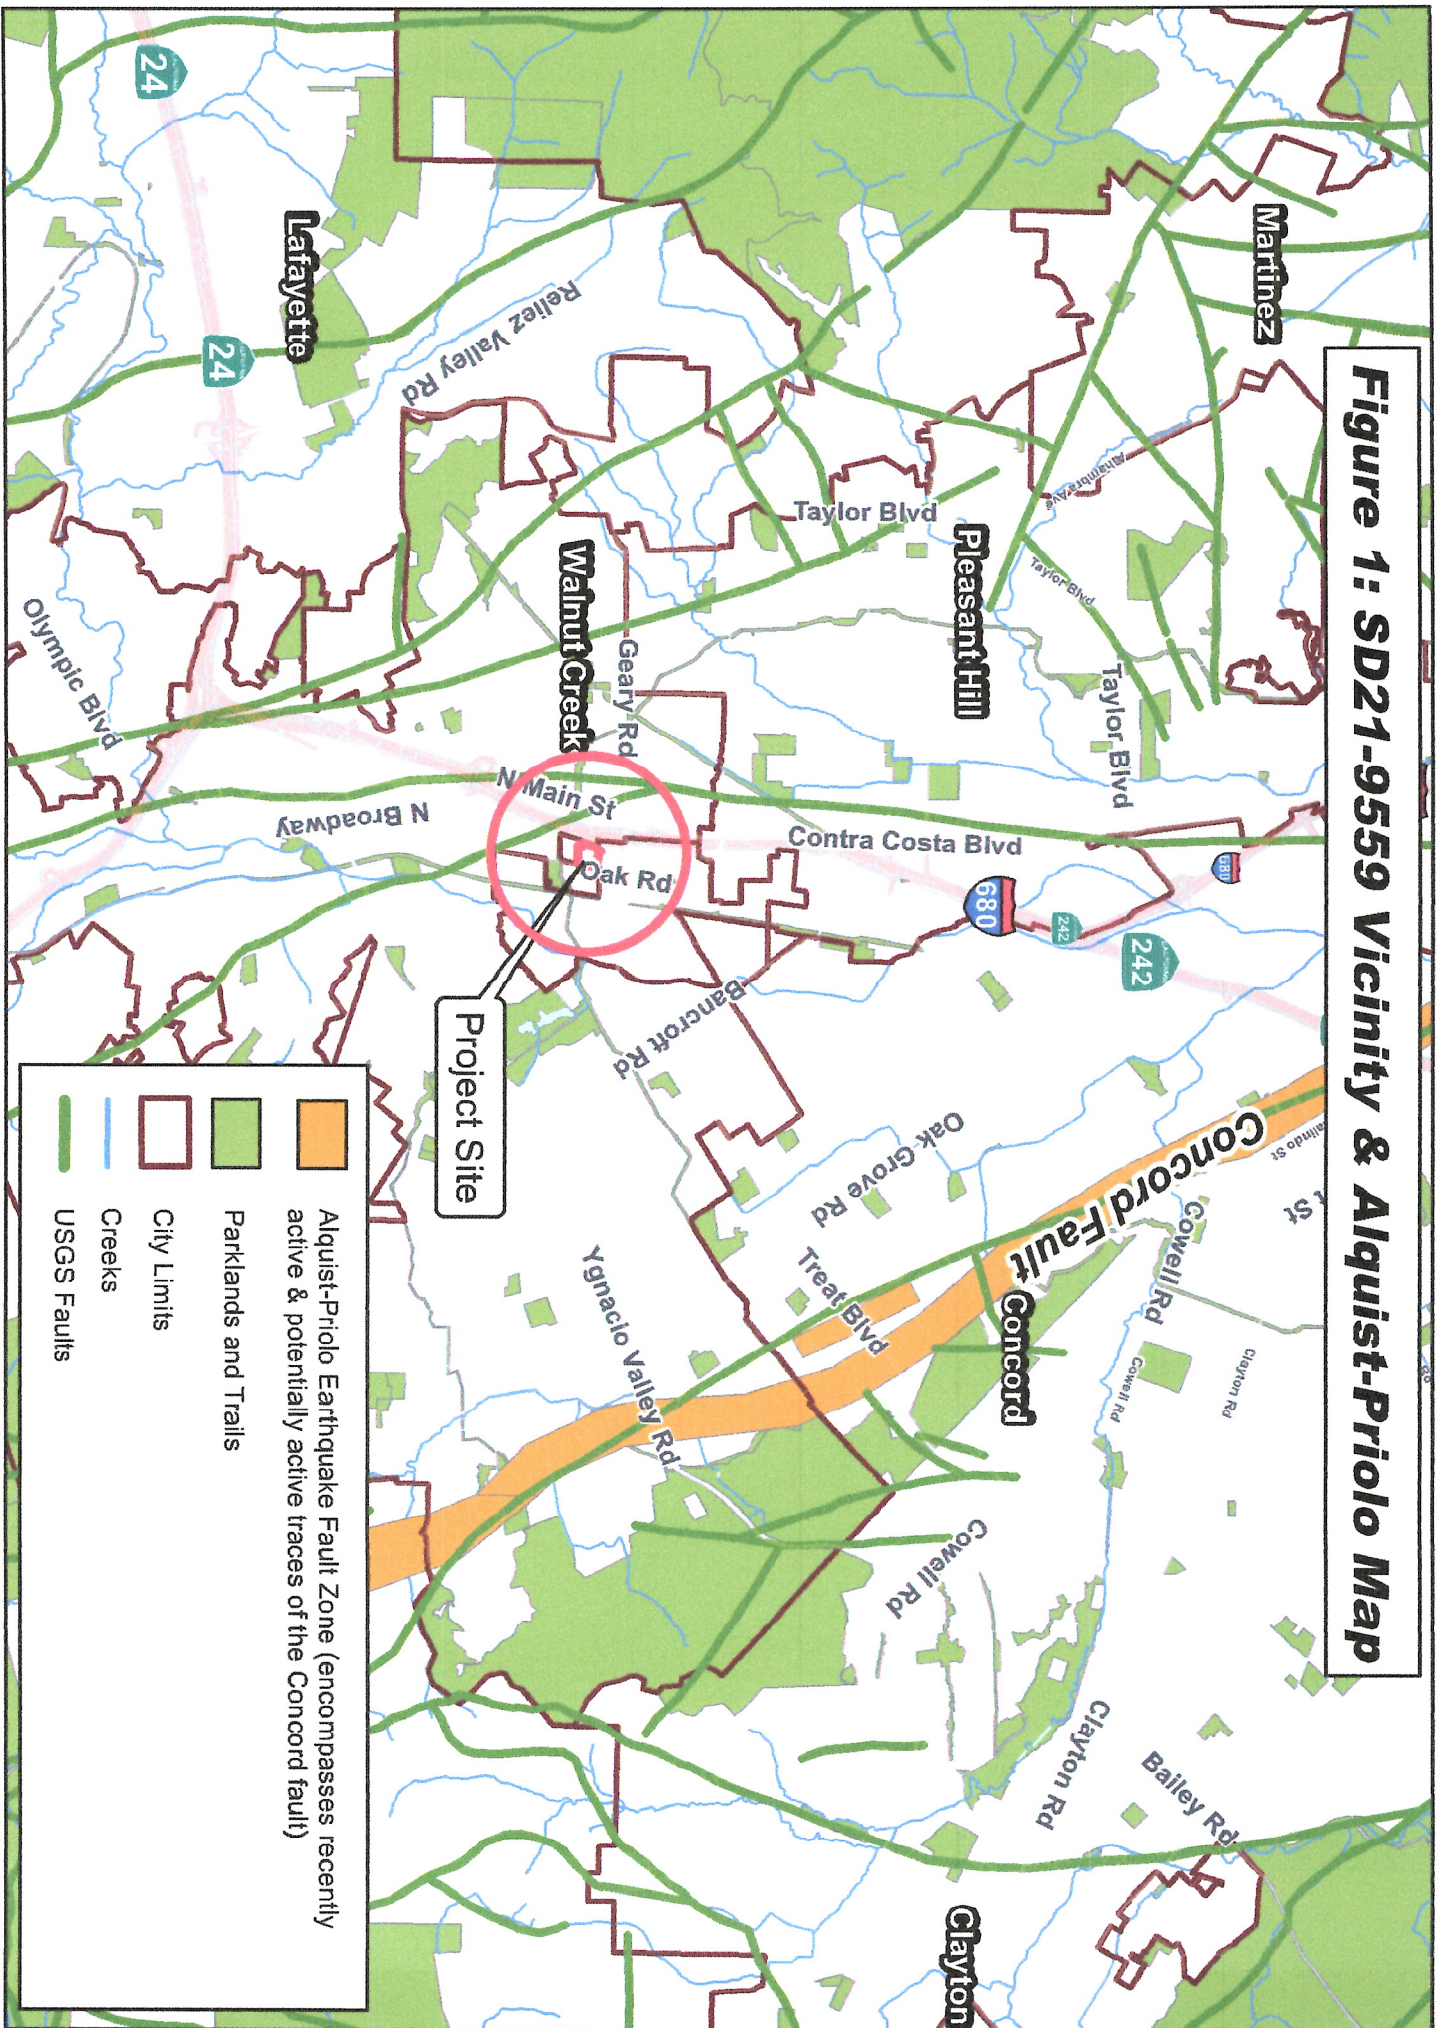 Figure 1: SD21-9559 Vicinity & Alquist-Priolo Map
Martinez
Alhambra Ave
Taylor Blvd
Taylor Blvd
680
242
242
680
Pleasant Hill
Taylor Blvd
Contra Costa Blvd
Concord Fault
Cowell Rd
Clayton Rd
Cowell Rd
Concord
Oak Grove Rd
Treat Blvd
Cowell Rd
Clayton Rd
Bailey Rd
Clayton
Reliez Valley Rd
Walnut Creek
Geary Rd
N Main St
Oak Rd
Bancroft Rd
Ygnacio Valley Rd
Project Site
Lafayette
24
24
N Broadway
Olympic Blvd
Alquist-Priolo Earthquake Fault Zone (encompasses recently
active & potentially active traces of the Concord fault)
Parklands and Trails
City Limits
Creeks
USGS Faults